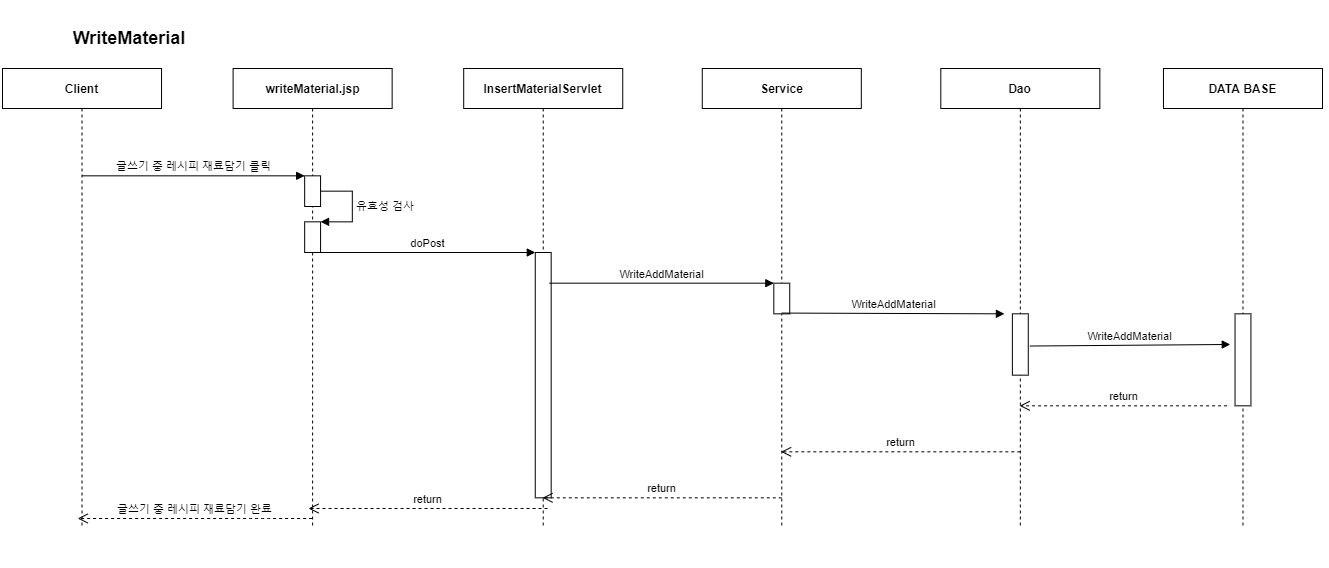 WriteMaterial
Client
writeMaterial.jsp
InsertMaterialServlet
Service
Dao
DATA BASE
글쓰기 중 레시피 재료담기 클릭
유효성 검사
doPost
WriteAddMaterial
WriteAddMaterial
WriteAddMaterial
return
return
return
return
글쓰기 중 레시피 재료담기 완료